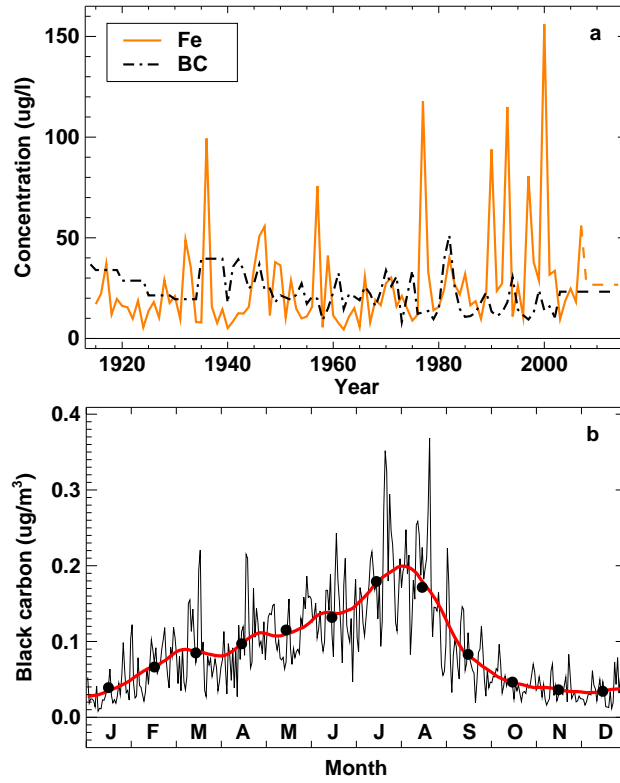 150
100
50
0
Concentration (ug/l)
Fe
BC
a
1920 1940 1960 1980 2000
Year
0.4
0.3
0.2
0.1
0.0
Black carbon (ug/m³)
b
J F M A M J J A S O N D
Month